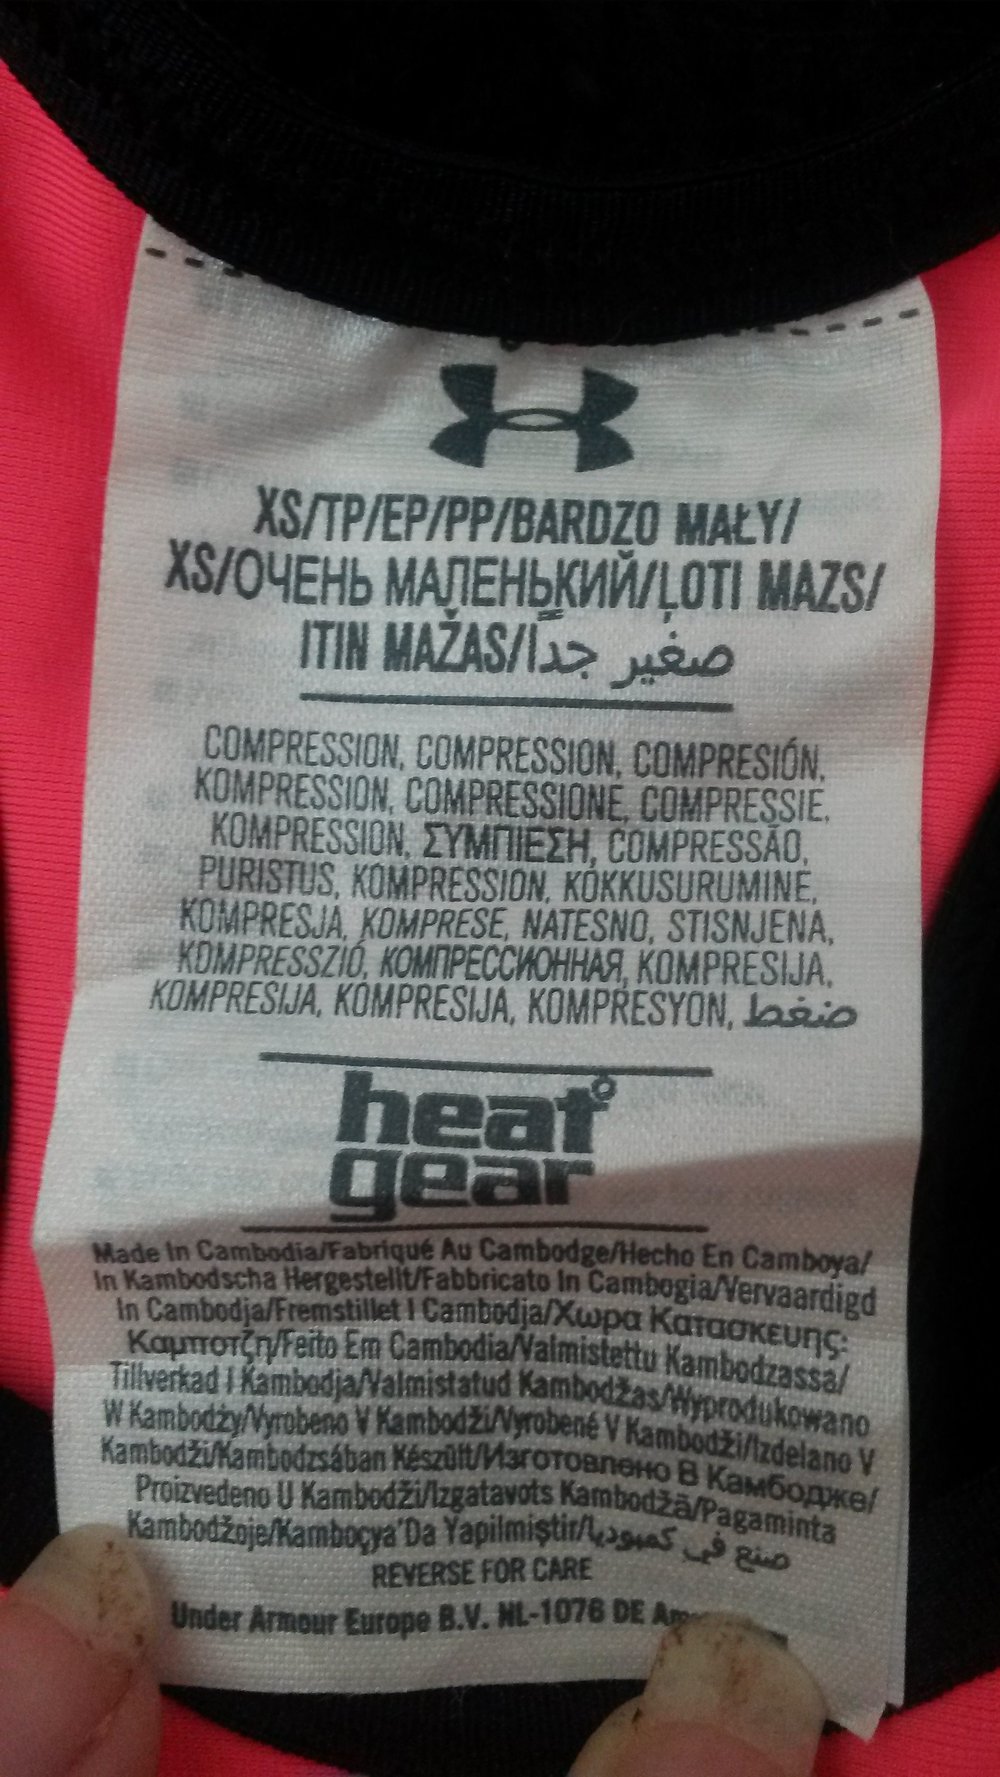 XS/TP/EP/PP/BARDZO MAŁY/
XS/ОЧЕНЬ МАЛЕНЬКИЙ/ĻOTI MAZS/
ITIN MAŽAS/صغير جداً
COMPRESSION, COMPRESSION, COMPRESIÓN,
KOMPRESSION, COMPRESSIONE, COMPRESSIE,
KOMPRESSION, ΣΥΜΠΙΕΣΗ, COMPRESSÃO,
PURISTUS, KOMPRESSION, KOKKUSURUMINE,
KOMPRESJA, KOMPRESE, NATESNO, STISNJENA,
KOMPRESSZIÓ, КОМПРЕССИОННАЯ, KOMPRESIJA,
KOMPRESIJA, KOMPRESIJA, KOMPRESYON, ضغط
heat°
gear
Made In Cambodia/Fabriqué Au Cambodge/Hecho En Camboya/
In Kambodscha Hergestellt/Fabbricato In Cambogia/Vervaardigd
In Cambodja/Fremstillet I Cambodja/Χωρα Κατασκευης:
Καμποτζη/Feito Em Cambodia/Valmistettu Kambodzassa/
Tillverkad I Kambodja/Valmistatud Kambodžas/Wyprodukowano
W Kambodży/Vyrobeno V Kambodži/Vyrobené V Kambodži/Izdelano V
Kambodži/Kambodzsában Készült/Изготовлено В Камбодже/
Proizvedeno U Kambodži/Izgatavots Kambodžā/Pagaminta
Kambodžoje/Kamboçya'Da Yapilmiştir/صنع في كمبوديا
REVERSE FOR CARE
Under Armour Europe B.V. NL-1076 DE